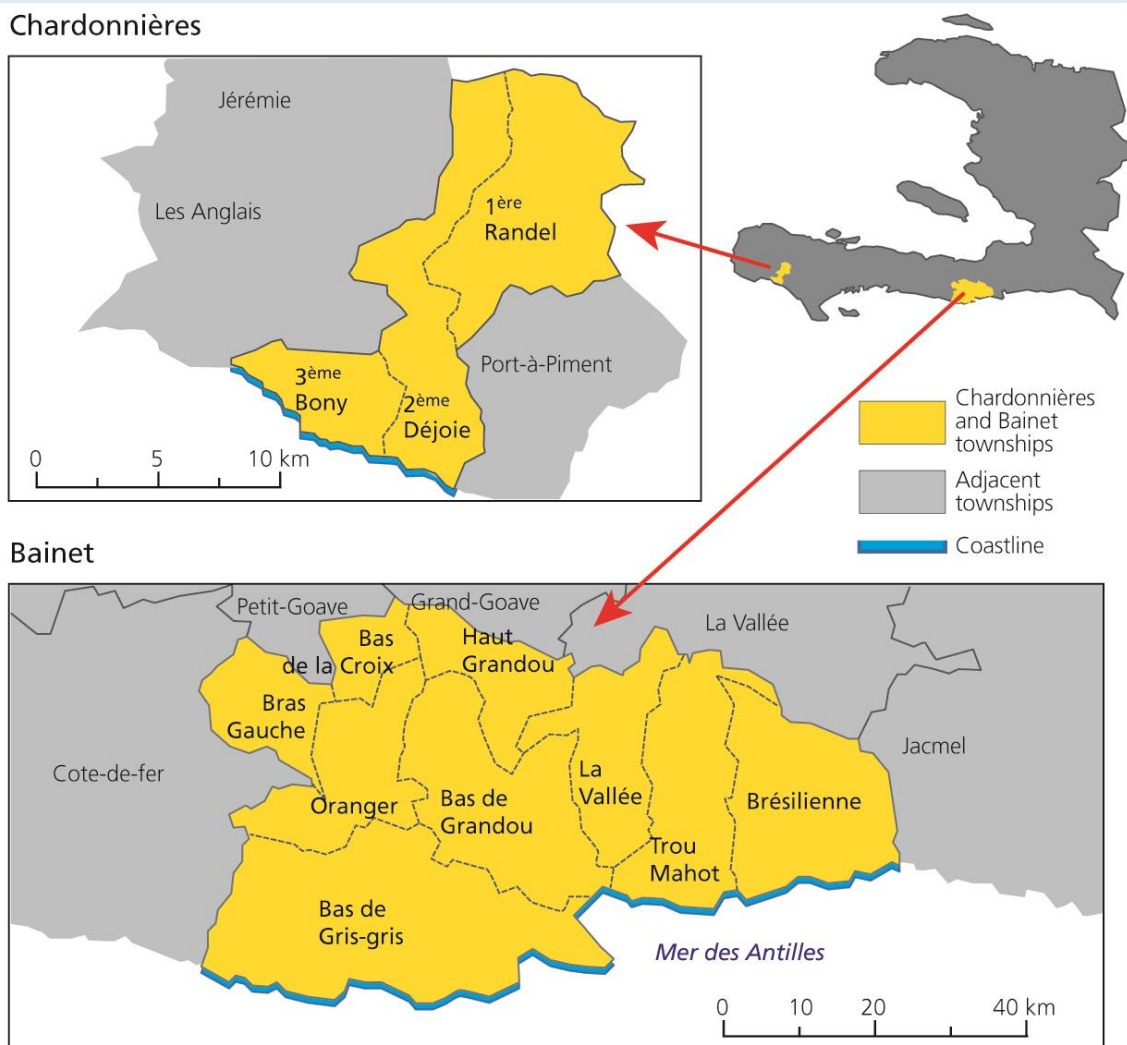 Chardonnières
Jérémie
Les Anglais
1ère
Randel
Port-à-Piment
3ème
Bony
2ème
Déjoie
0 5 10 km
Chardonnières
and Bainet
townships
Adjacent
townships
Coastline
Bainet
Petit-Goave
Grand-Goave
La Vallée
Bas
de la Croix
Haut
Grandou
Bras
Gauche
Jacmel
Cote-de-fer
Oranger
Bas de
Grandou
La
Vallée
Brésilienne
Trou
Mahot
Bas de
Gris-gris
Mer des Antilles
0 10 20 40 km